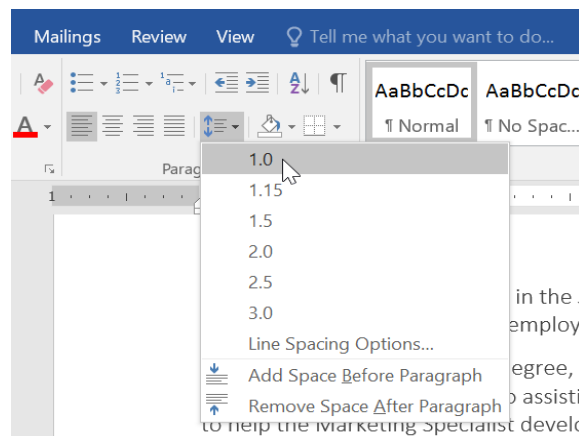 Mailings Review View Tell me what you want to do...
AaBbCcDc AaBbCcDc
¶ Normal ¶ No Spac...
Parag
1
1.0
1.15
1.5
2.0
2.5
3.0
Line Spacing Options...
Add Space Before Paragraph
Remove Space After Paragraph
in the
employ
egree,
assisti
to help the Marketing Specialist develo